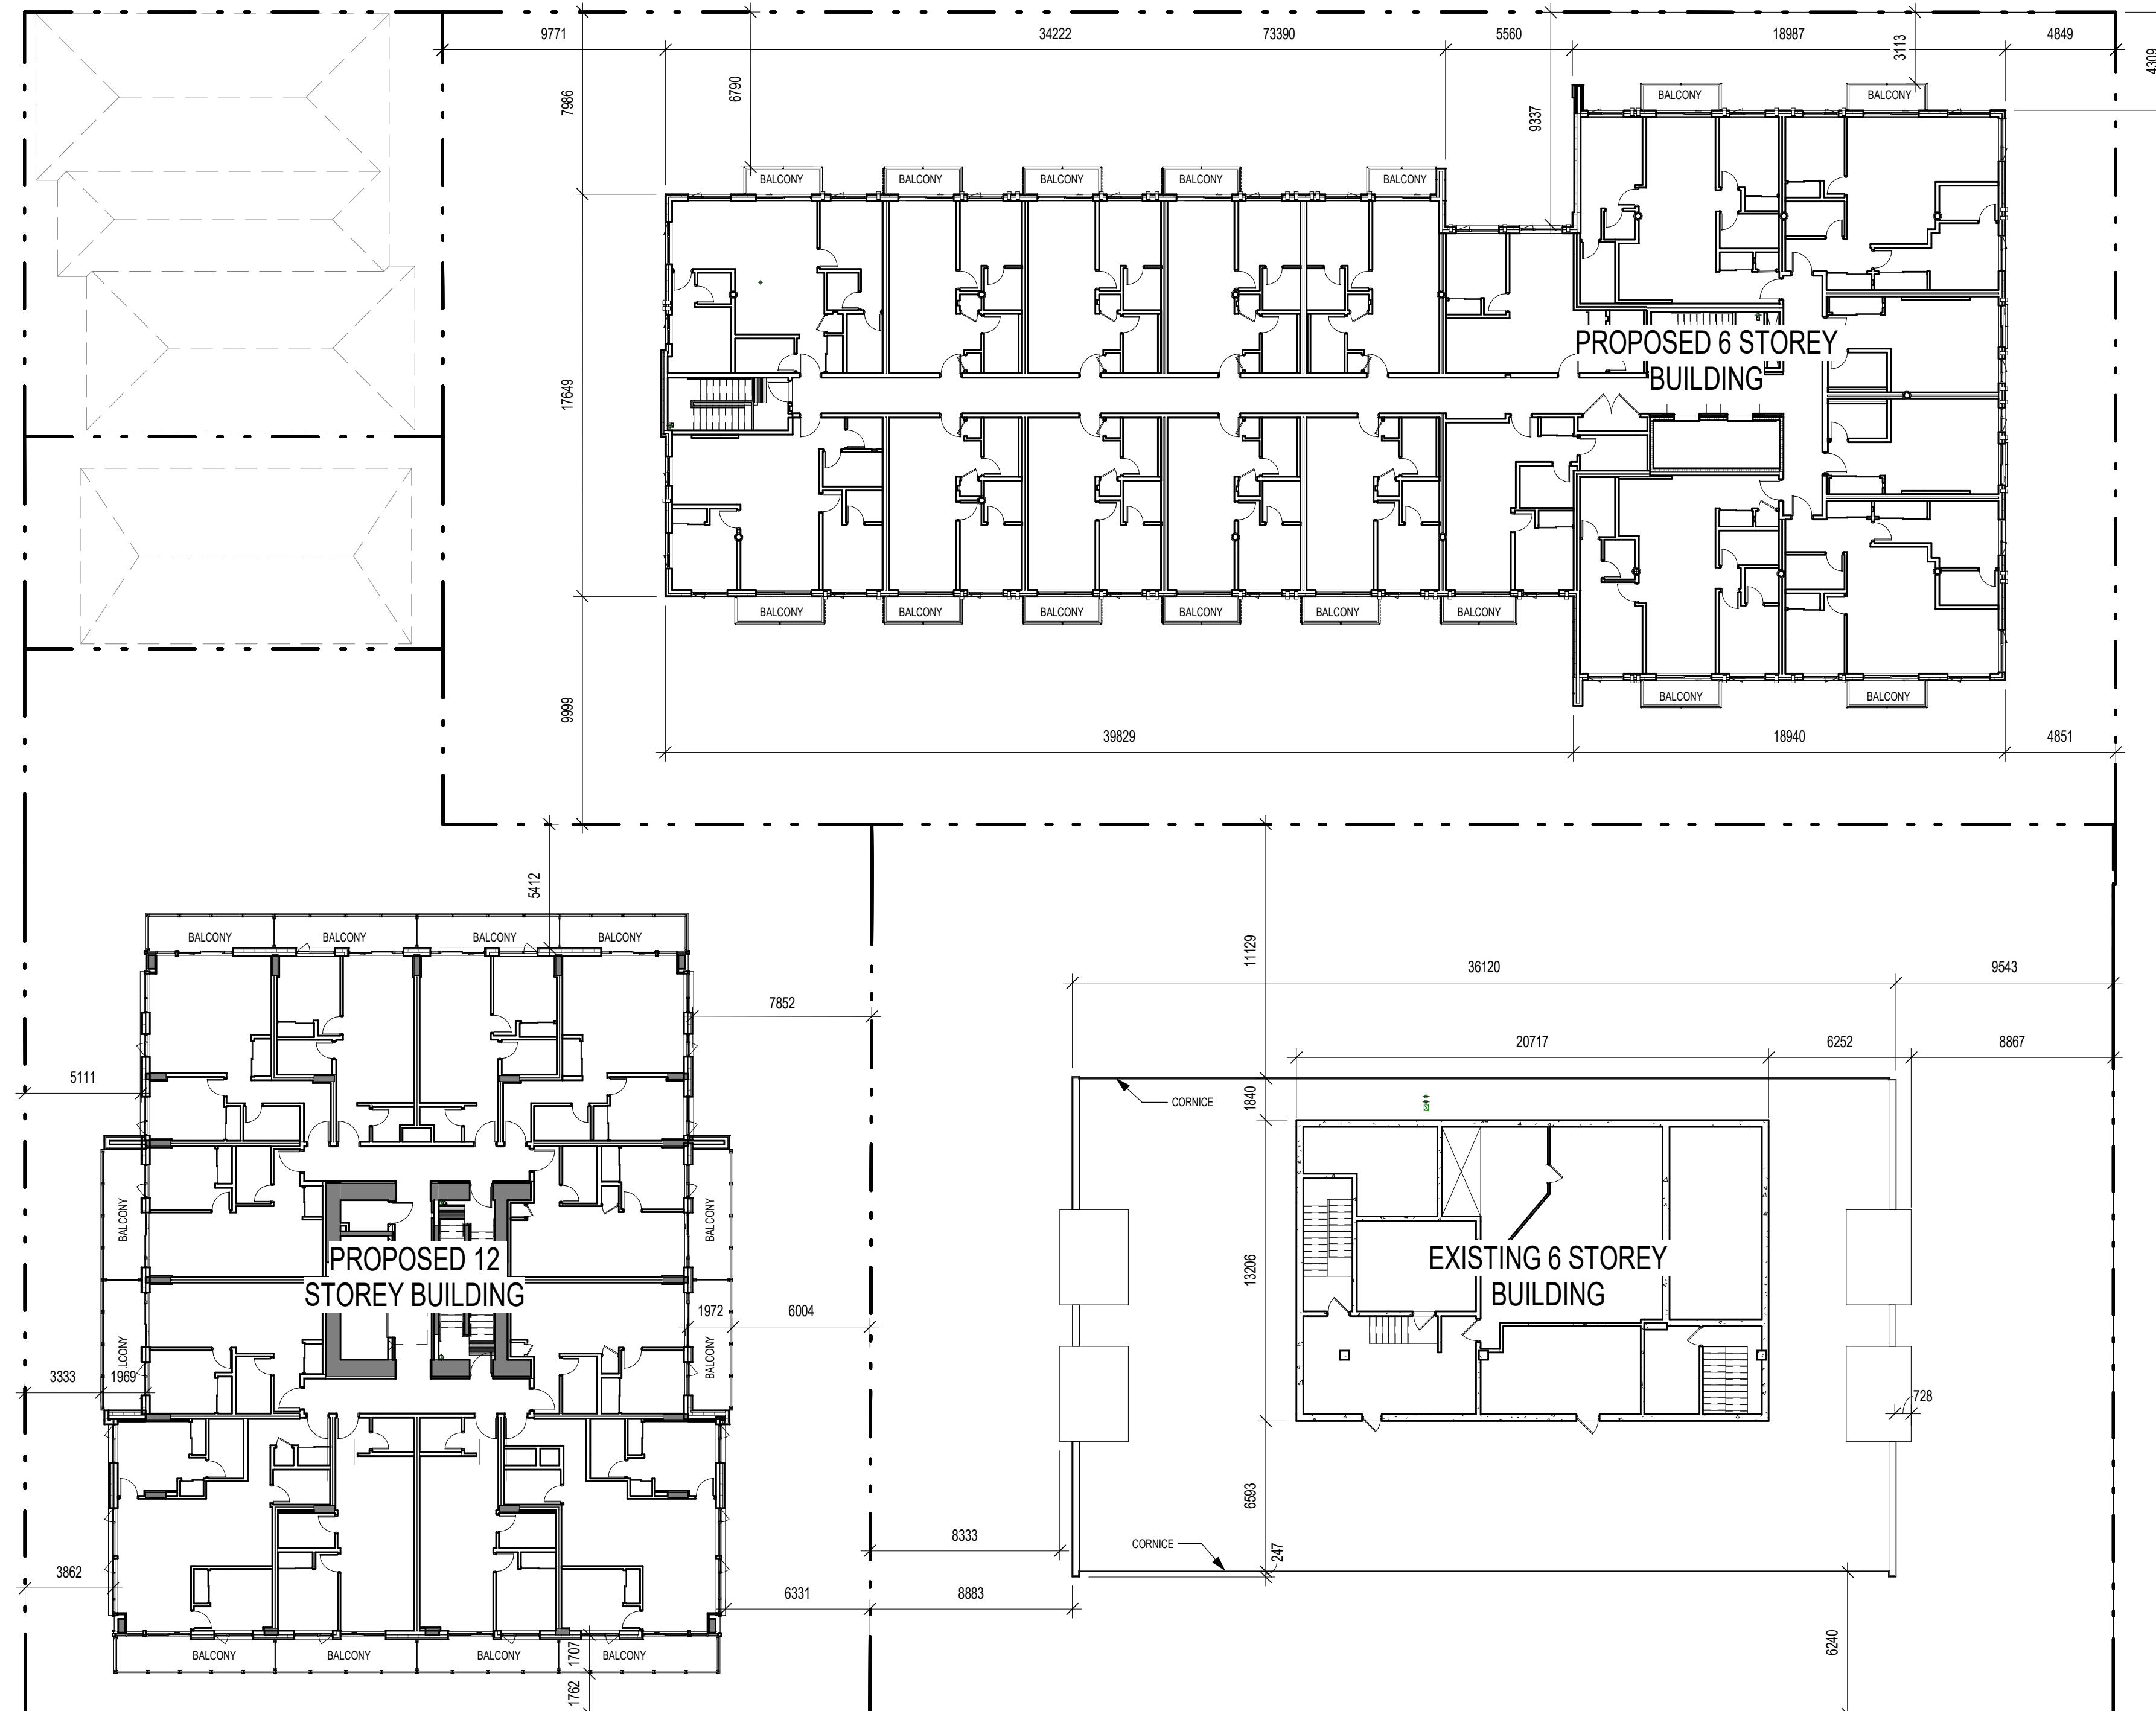 9771
34222
73390
5560
18987
4849
4309
3113
7986
6790
9337
BALCONY
BALCONY
BALCONY
BALCONY
BALCONY
BALCONY
BALCONY
17649
PROPOSED 6 STOREY
BUILDING
BALCONY
BALCONY
BALCONY
BALCONY
BALCONY
BALCONY
BALCONY
BALCONY
9999
39829
18940
4851
5412
BALCONY
BALCONY
BALCONY
BALCONY
11129
36120
9543
7852
20717
6252
8867
5111
1840
CORNICE
BALCONY
BALCONY
PROPOSED 12
STOREY BUILDING
13206
EXISTING 6 STOREY
BUILDING
1972
6004
LCONY
BALCONY
3333
1969
728
6593
8333
CORNICE
247
3862
6331
8883
6240
BALCONY
BALCONY
BALCONY
BALCONY
1707
1762